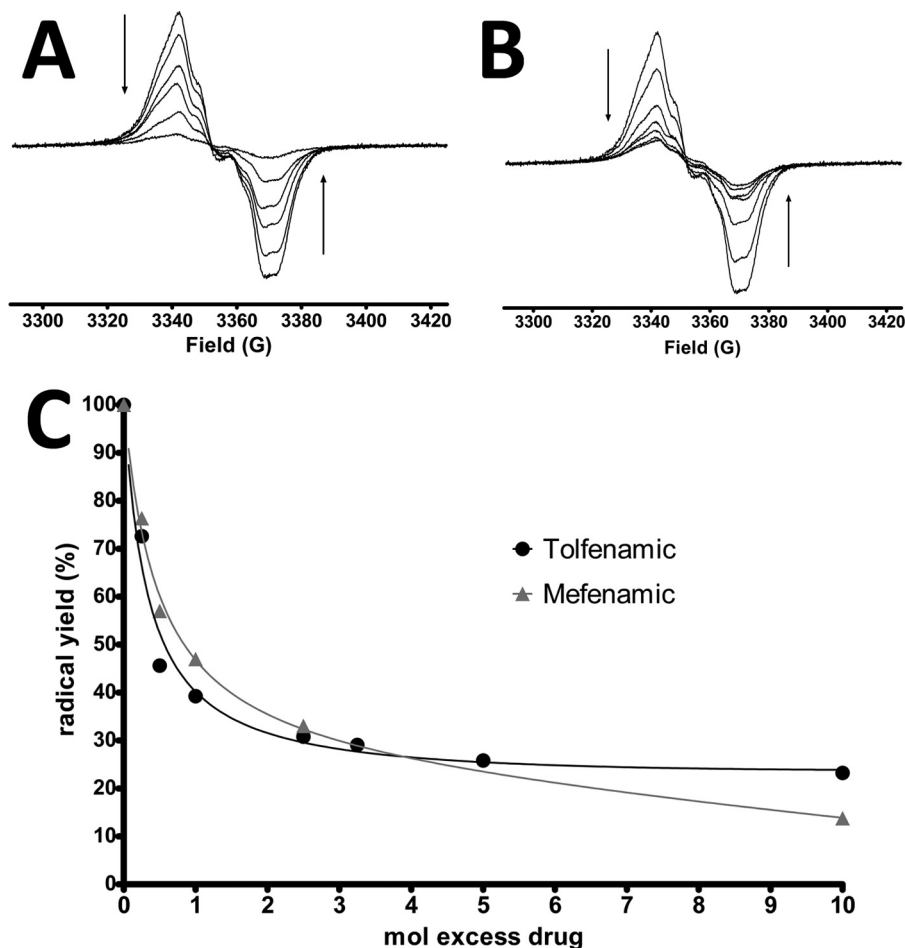 A
B
3300 3320 3340 3360 3380 3400 3420
Field (G)
3300 3320 3340 3360 3380 3400 3420
Field (G)
C
100
90
80
70
60
50
40
30
20
10
0
radical yield (%)
Tolfenamic
Mefenamic
0 1 2 3 4 5 6 7 8 9 10
mol excess drug